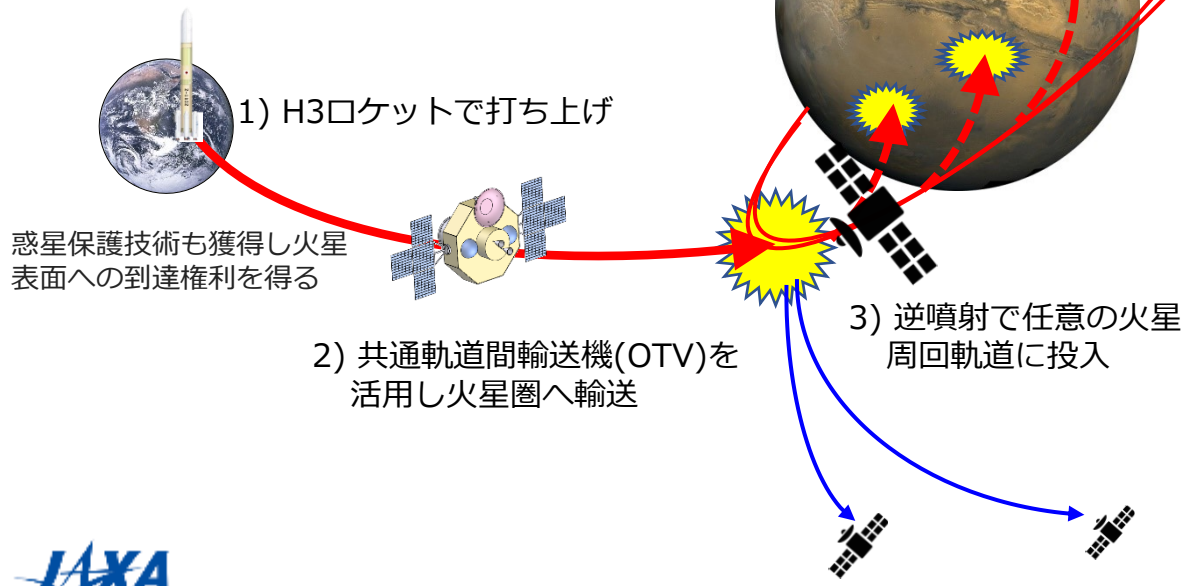 1) H3ロケットで打ち上げ
惑星保護技術も獲得し火星
表面への到達権利を得る
2) 共通軌道間輸送機(OTV)を
活用し火星圏へ輸送
3) 逆噴射で任意の火星
周回軌道に投入
JAXA